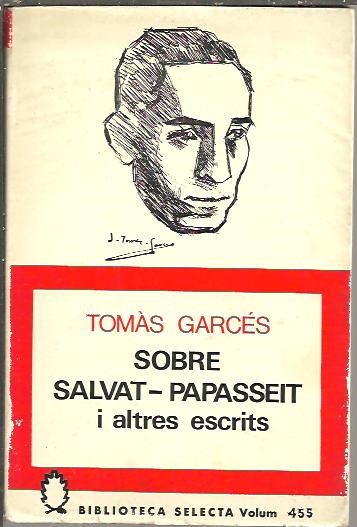 TOMÀS GARCÉS
SOBRE
SALVAT-PAPASSEIT
i altres escrits
BIBLIOTECA SELECTA Volum 455